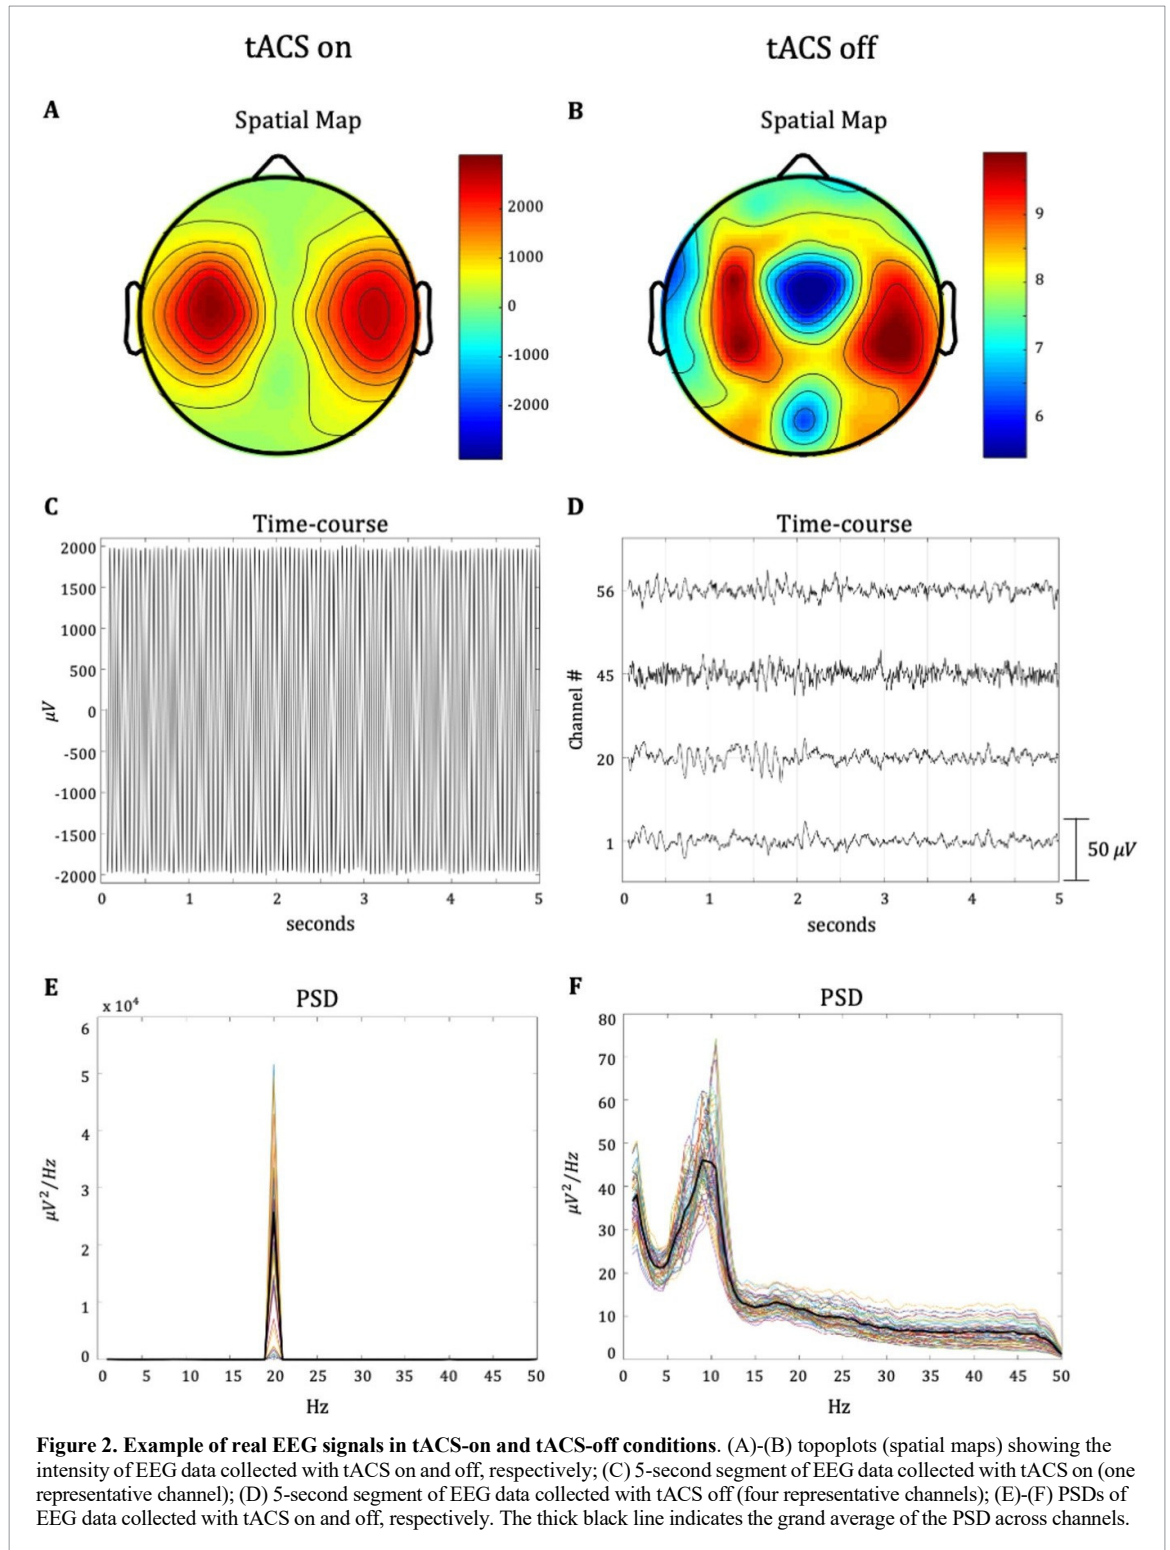 tACS on
tACS off
A
Spatial Map
2000
1000
0
-1000
-2000
B
Spatial Map
9
8
7
6
C
Time-course
2000
1500
1000
500
0
-500
-1000
-1500
-2000
μV
0 1 2 3 4 5
seconds
D
Time-course
56
45
20
1
Channel #
50 μV
0 1 2 3 4 5
seconds
E
PSD
x 10⁴
6
5
4
3
2
1
0
μV²/Hz
0 5 10 15 20 25 30 35 40 45 50
Hz
F
PSD
80
70
60
50
40
30
20
10
0
μV²/Hz
0 5 10 15 20 25 30 35 40 45 50
Hz
Figure 2. Example of real EEG signals in tACS-on and tACS-off conditions. (A)-(B) topoplots (spatial maps) showing the
intensity of EEG data collected with tACS on and off, respectively; (C) 5-second segment of EEG data collected with tACS on (one
representative channel); (D) 5-second segment of EEG data collected with tACS off (four representative channels); (E)-(F) PSDs of
EEG data collected with tACS on and off, respectively. The thick black line indicates the grand average of the PSD across channels.